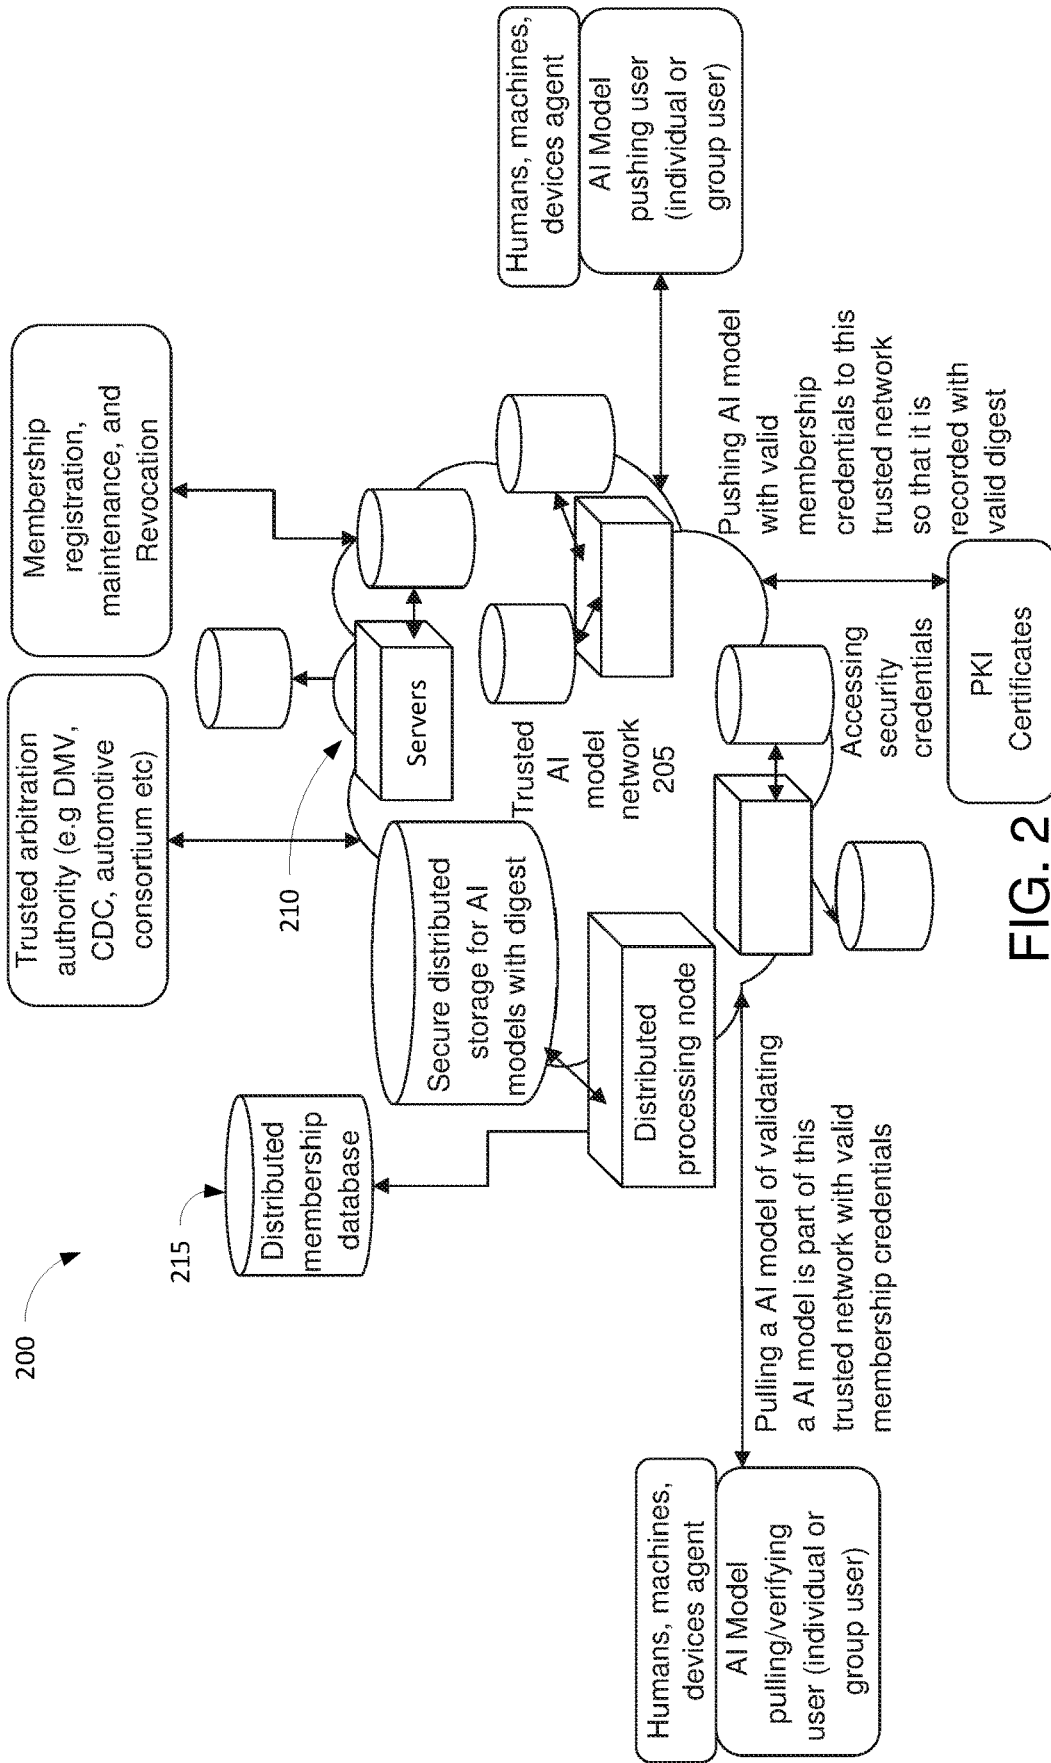 200
215
Distributed
membership
database
Trusted arbitration
authority (e.g DMV,
CDC, automotive
consortium etc)
Membership
registration,
maintenance, and
Revocation
210
Servers
Secure distributed
storage for AI
models with digest
Trusted
AI
model
network
205
Distributed
processing node
Humans, machines,
devices agent
AI Model
pushing user
(individual or
group user)
Pushing AI model
with valid
membership
credentials to this
trusted network
so that it is
recorded with
valid digest
Humans, machines,
devices agent
AI Model
pulling/verifying
user (individual or
group user)
Pulling a AI model of validating
a AI model is part of this
trusted network with valid
membership credentials
Accessing
security
credentials
PKI
Certificates
FIG. 2